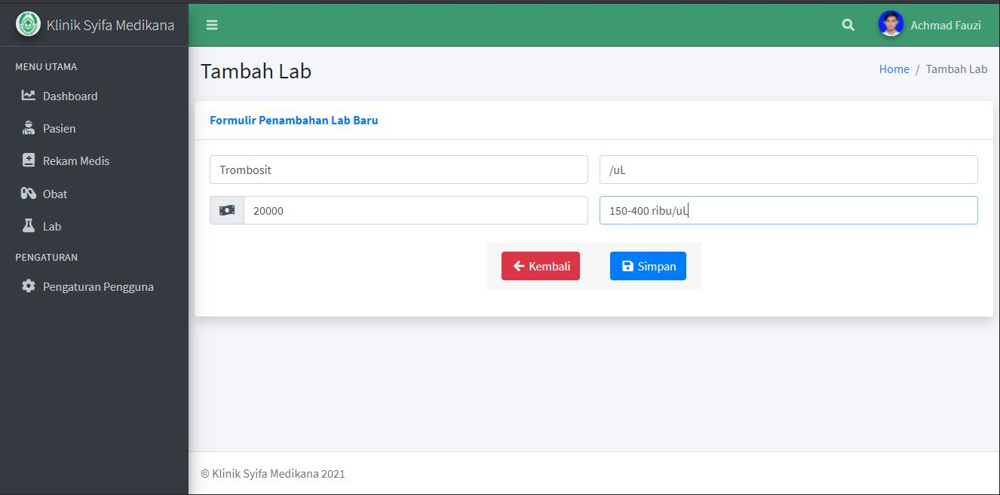 Klinik Syifa Medikana
Achmad Fauzi
MENU UTAMA
Dashboard
Pasien
Rekam Medis
Obat
Lab
PENGATURAN
Pengaturan Pengguna
Tambah Lab
Home / Tambah Lab
Formulir Penambahan Lab Baru
Trombosit
/uL
20000
150-400 ribu/uL
Kembali
Simpan
© Klinik Syifa Medikana 2021